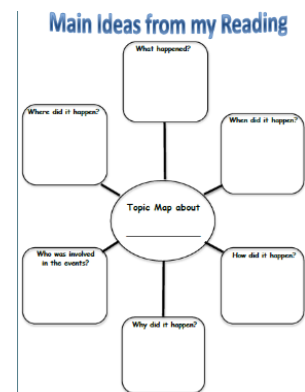 Main Ideas from my Reading
What happened?
Where did it happen?
When did it happen?
Topic Map about
Who was involved
in the events?
How did it happen?
Why did it happen?